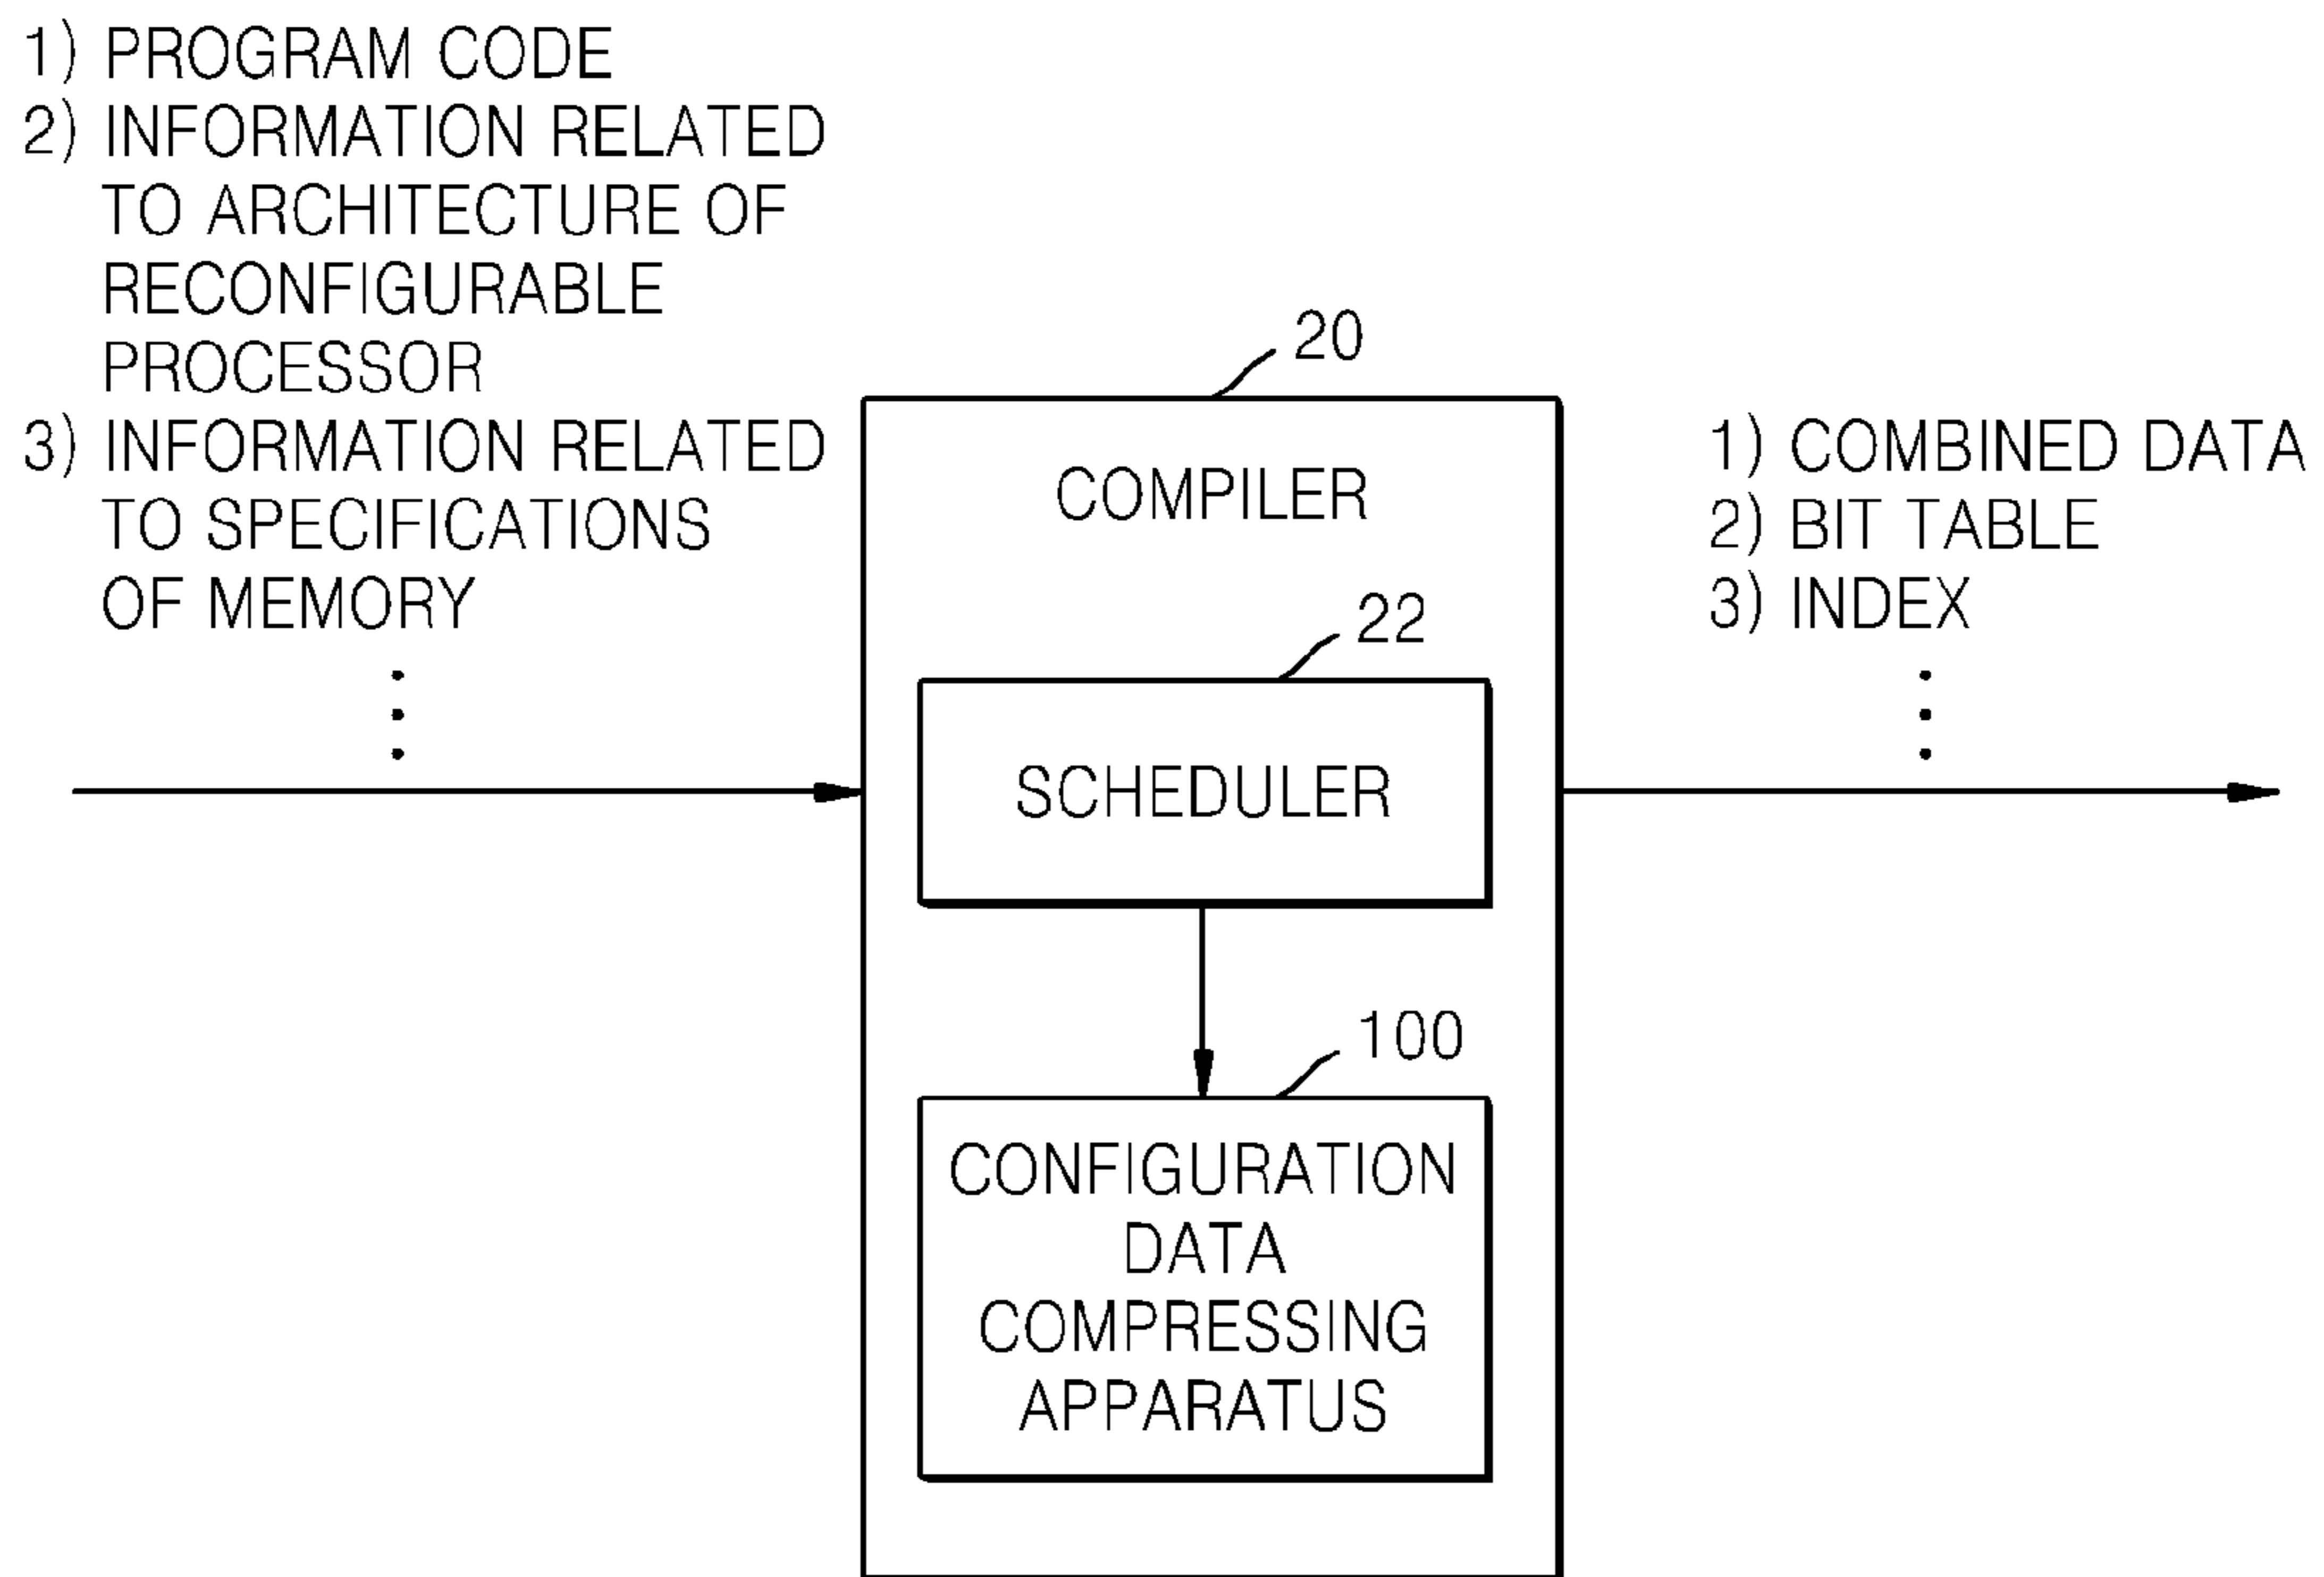 1) PROGRAM CODE
2) INFORMATION RELATED
TO ARCHITECTURE OF
RECONFIGURABLE
PROCESSOR
3) INFORMATION RELATED
TO SPECIFICATIONS
OF MEMORY
20
COMPILER
22
SCHEDULER
100
CONFIGURATION
DATA
COMPRESSING
APPARATUS
1) COMBINED DATA
2) BIT TABLE
3) INDEX